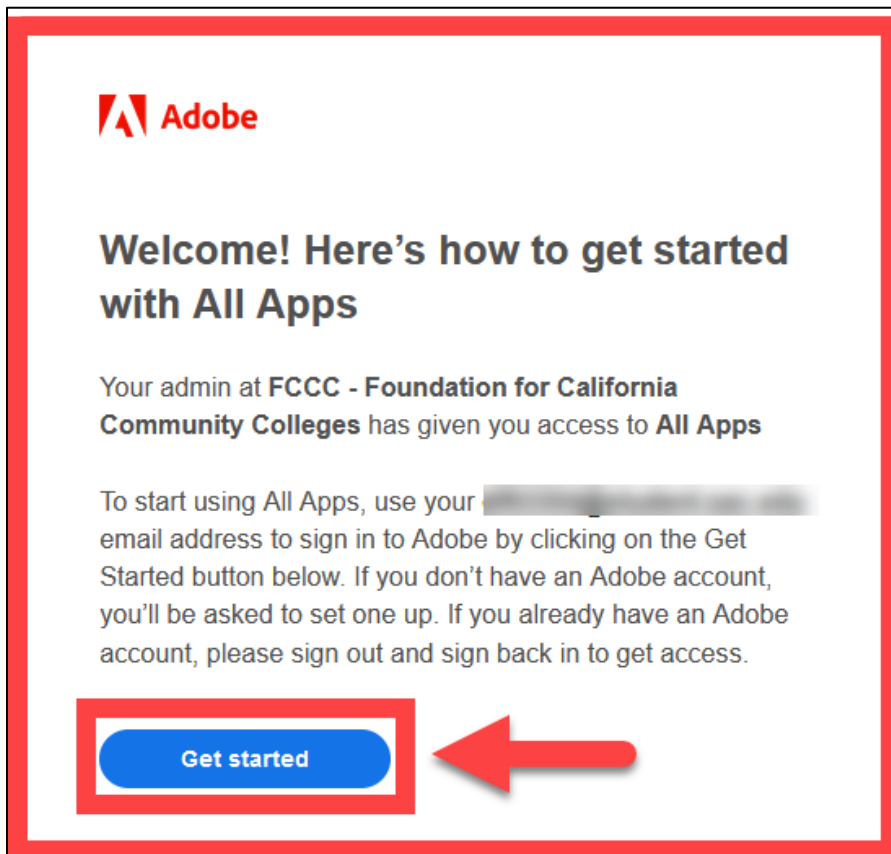 Adobe
Welcome! Here's how to get started
with All Apps
Your admin at FCCC - Foundation for California
Community Colleges has given you access to All Apps
To start using All Apps, use your
email address to sign in to Adobe by clicking on the Get
Started button below. If you don't have an Adobe account,
you'll be asked to set one up. If you already have an Adobe
account, please sign out and sign back in to get access.
Get started